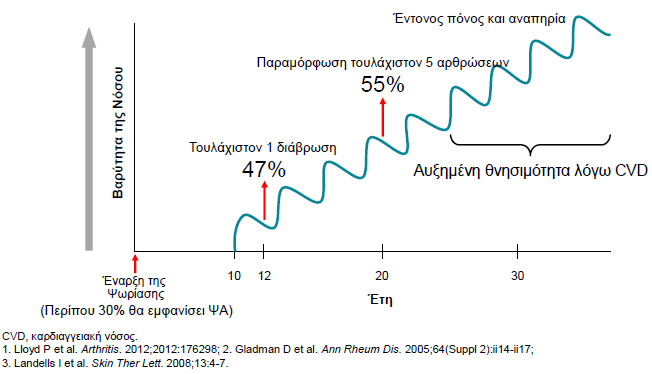 Έντονος πόνος και αναπηρία
Παραμόρφωση τουλάχιστον 5 αρθρώσεων
55%
Τουλάχιστον 1 διάβρωση
47%
Αυξημένη θνησιμότητα λόγω CVD
Βαρύτητα της Νόσου
10 12 20 30
Έτη
Έναρξη της
Ψωρίασης
(Περίπου 30% θα εμφανίσει ΨΑ)
CVD, καρδιαγγειακή νόσος.
1. Lloyd P et al. Arthritis. 2012;2012:176298; 2. Gladman D et al. Ann Rheum Dis. 2005;64(Suppl 2):ii14-ii17;
3. Landells I et al. Skin Ther Lett. 2008;13:4-7.